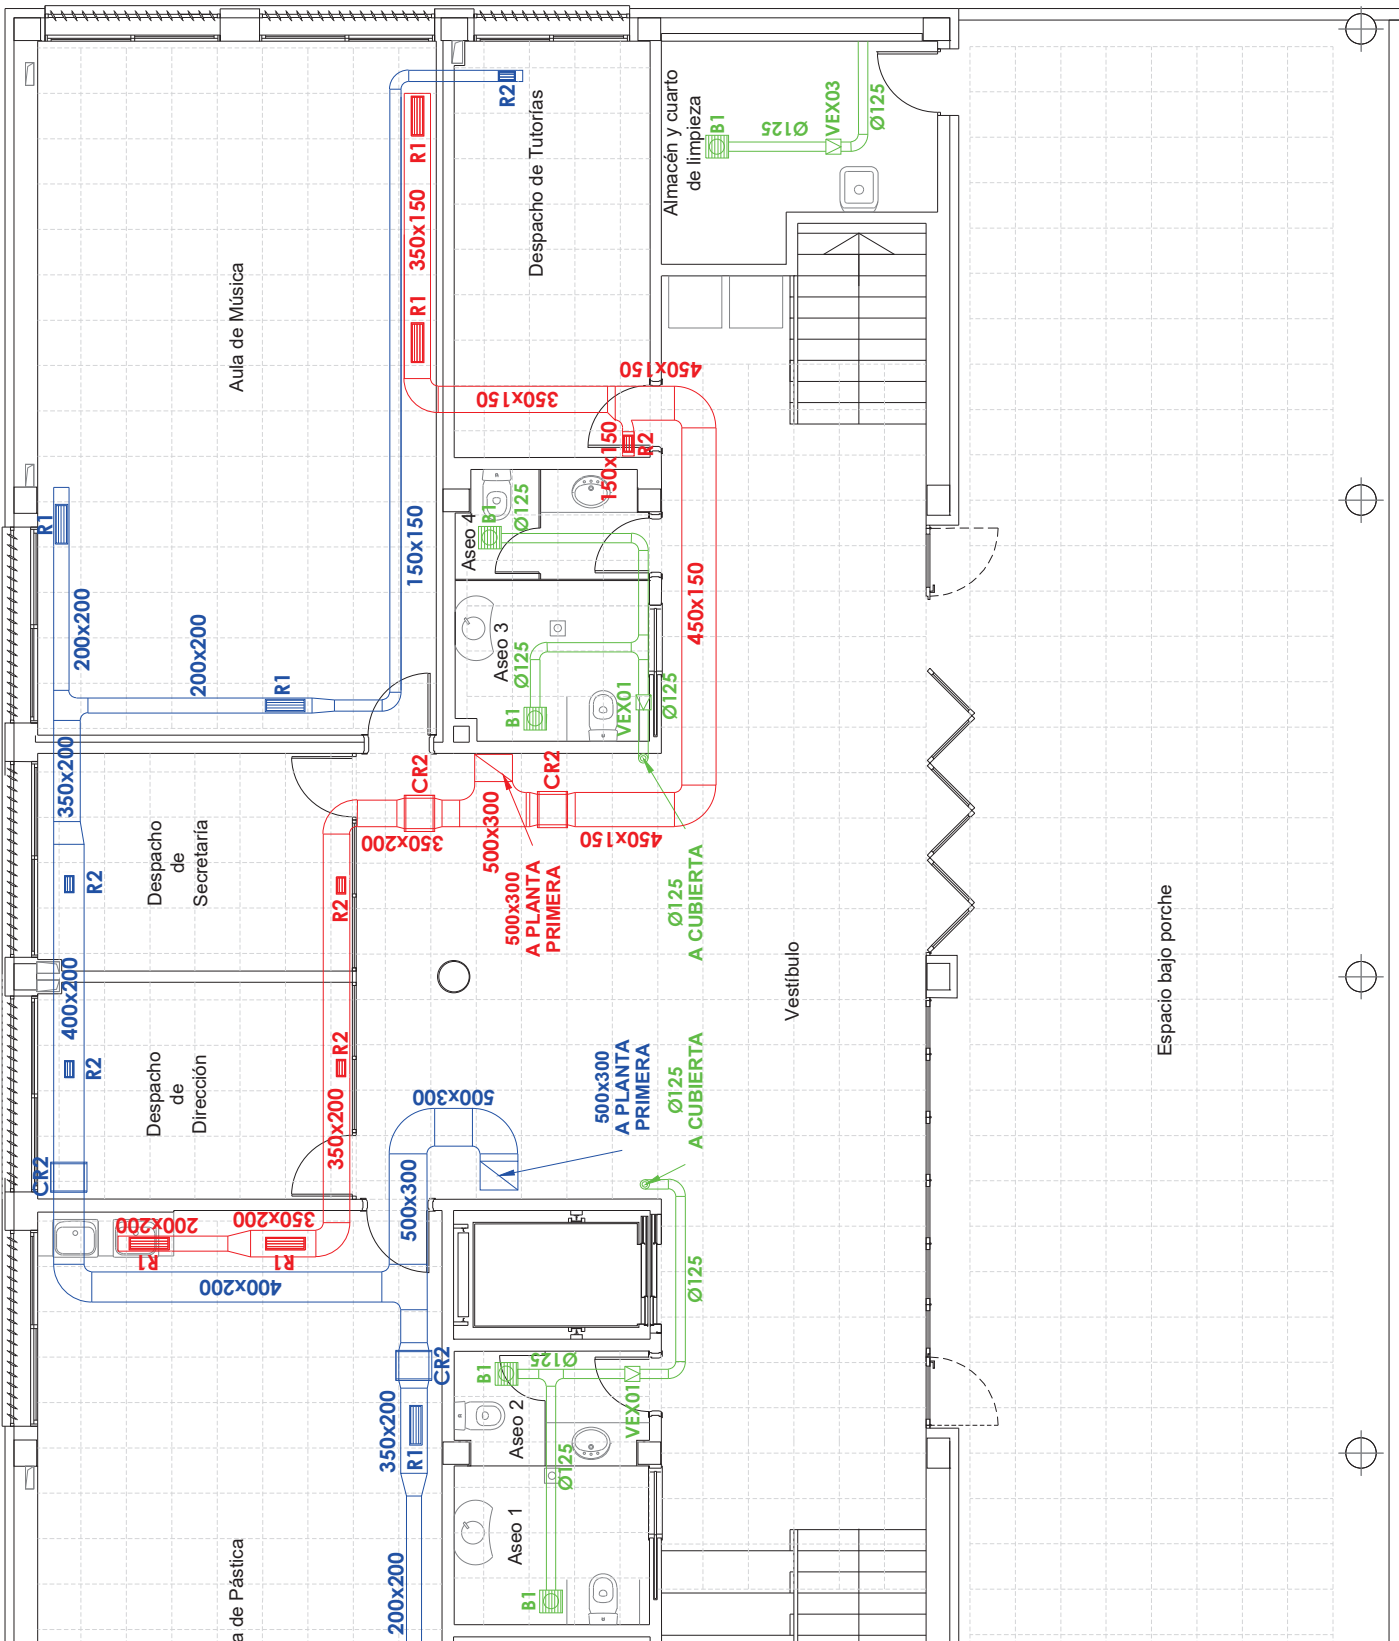 R2
R1
350x150
R1
Despacho de Tutorías
Almacén y cuarto
de limpieza
B1
Ø125
VEX03
Ø125
Aula de Música
350x150
450x150
150x150
R2
R1
200x200
200x200
R1
150x150
Aseo 4
B1
Ø125
Aseo 3
Ø125
B1
VEX01
Ø125
450x150
350x200
Despacho
de
Secretaría
R2
400x200
R2
Despacho
de
Dirección
CR2
350x200
CR2
500x300
CR2
450x150
500x300
A PLANTA
PRIMERA
Ø125
A CUBIERTA
R2
R2
350x200
Vestíbulo
Espacio bajo porche
500x300
500x300
500x300
A PLANTA
PRIMERA
Ø125
A CUBIERTA
200x200
350x200
R1
R1
400x200
CR2
350x200
R1
200x200
B1
Ø125
Aseo 2
VEX01
Ø125
Ø125
Aseo 1
B1
a de Pástica